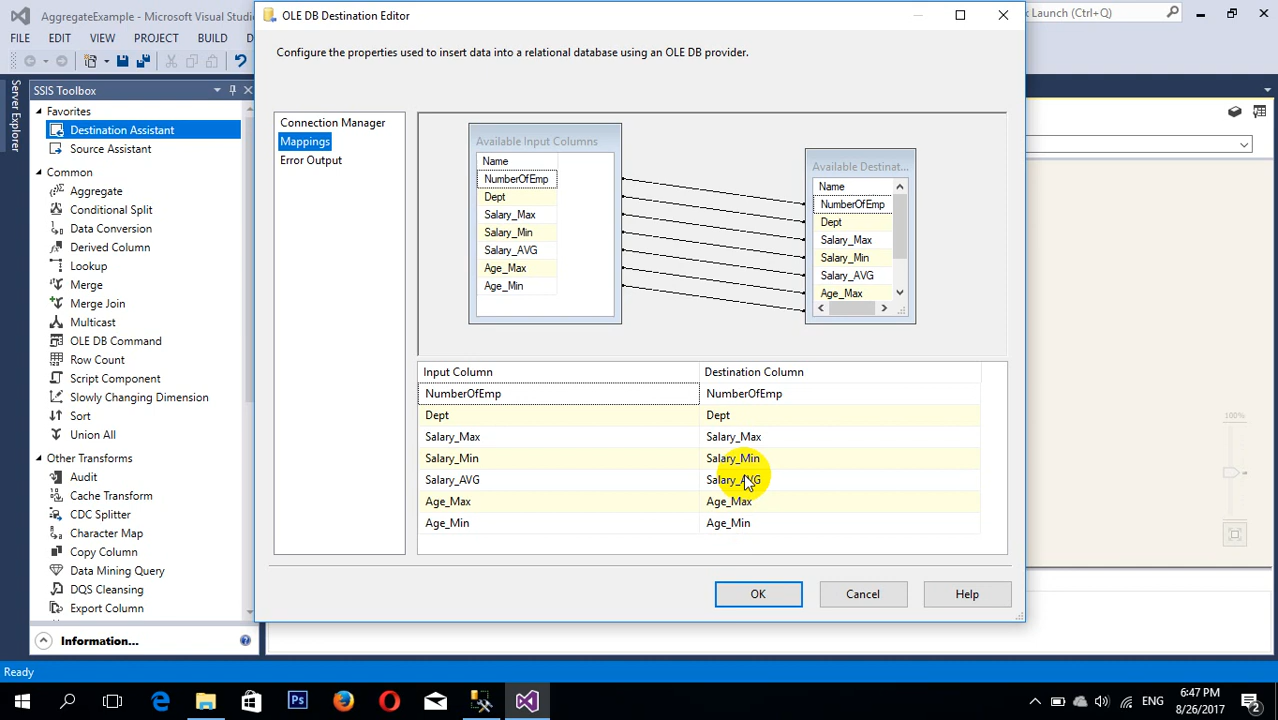 AggregateExample - Microsoft Visual Studi
OLE DB Destination Editor
Launch (Ctrl+Q)
FILE EDIT VIEW PROJECT BUILD
Configure the properties used to insert data into a relational database using an OLE DB provider.
Server Explorer
SSIS Toolbox
Favorites
Destination Assistant
Source Assistant
Common
Aggregate
Conditional Split
Data Conversion
Derived Column
Lookup
Merge
Merge Join
Multicast
OLE DB Command
Row Count
Script Component
Slowly Changing Dimension
Sort
Union All
Other Transforms
Audit
Cache Transform
CDC Splitter
Character Map
Copy Column
Data Mining Query
DQS Cleansing
Export Column
Information...
Connection Manager
Mappings
Error Output
Available Input Columns
Name
NumberOfEmp
Dept
Salary_Max
Salary_Min
Salary_AVG
Age_Max
Age_Min
Available Destinat...
Name
NumberOfEmp
Dept
Salary_Max
Salary_Min
Salary_AVG
Age_Max
Input Column Destination Column
NumberOfEmp NumberOfEmp
Dept Dept
Salary_Max Salary_Max
Salary_Min Salary_Min
Salary_AVG Salary_AVG
Age_Max Age_Max
Age_Min Age_Min
OK Cancel Help
100%
Ready
Ps
ENG
6:47 PM
8/26/2017
2